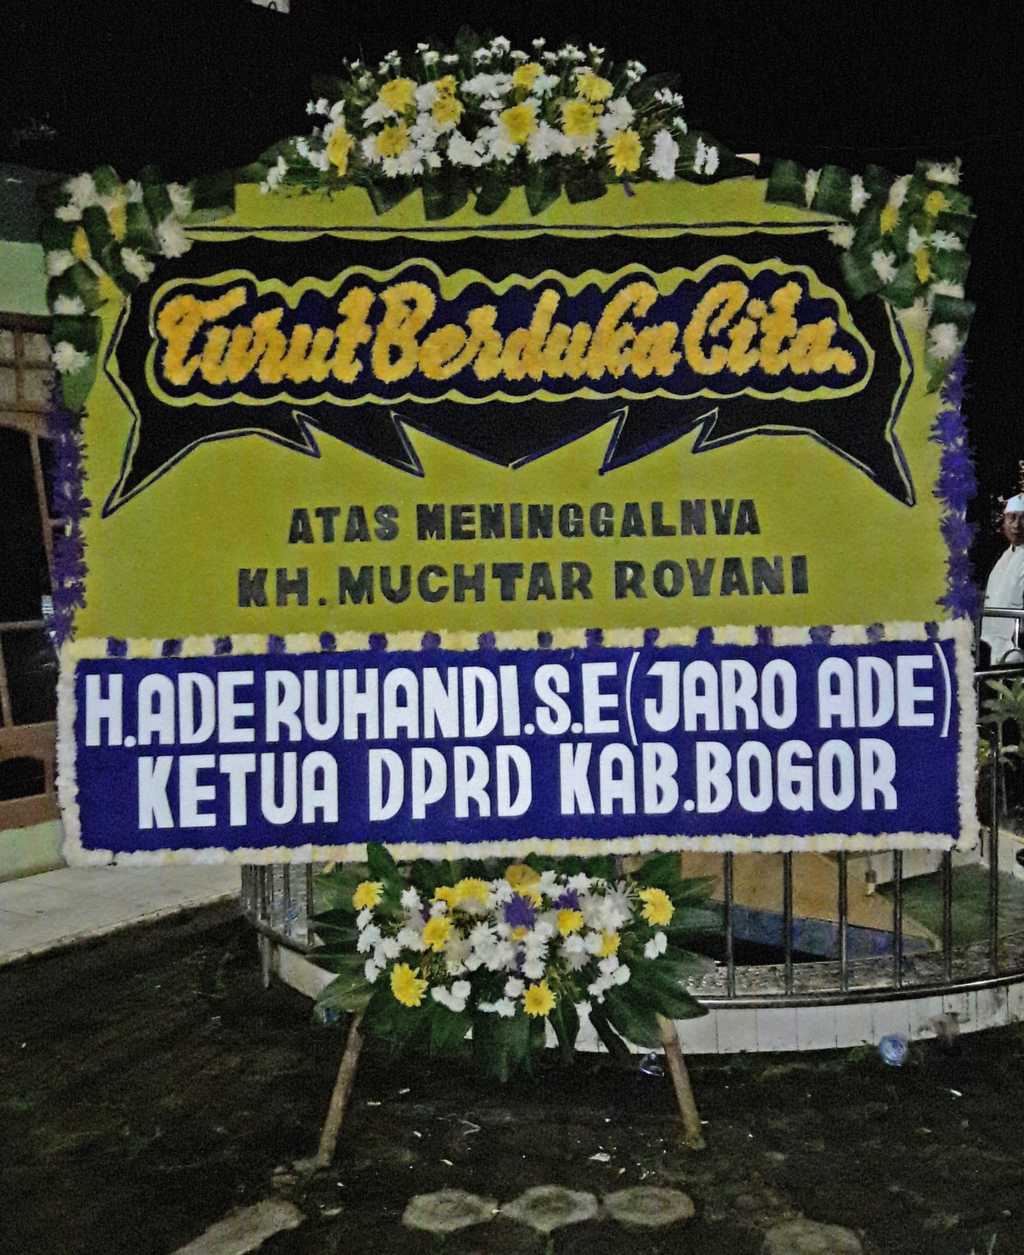 Turut Berduka Cita.
ATAS MENINGGALNYA
KH. MUCHTAR ROYANI
H. ADE RUHANDI.S.E (JARO ADE)
KETUA DPRD KAB.BOGOR